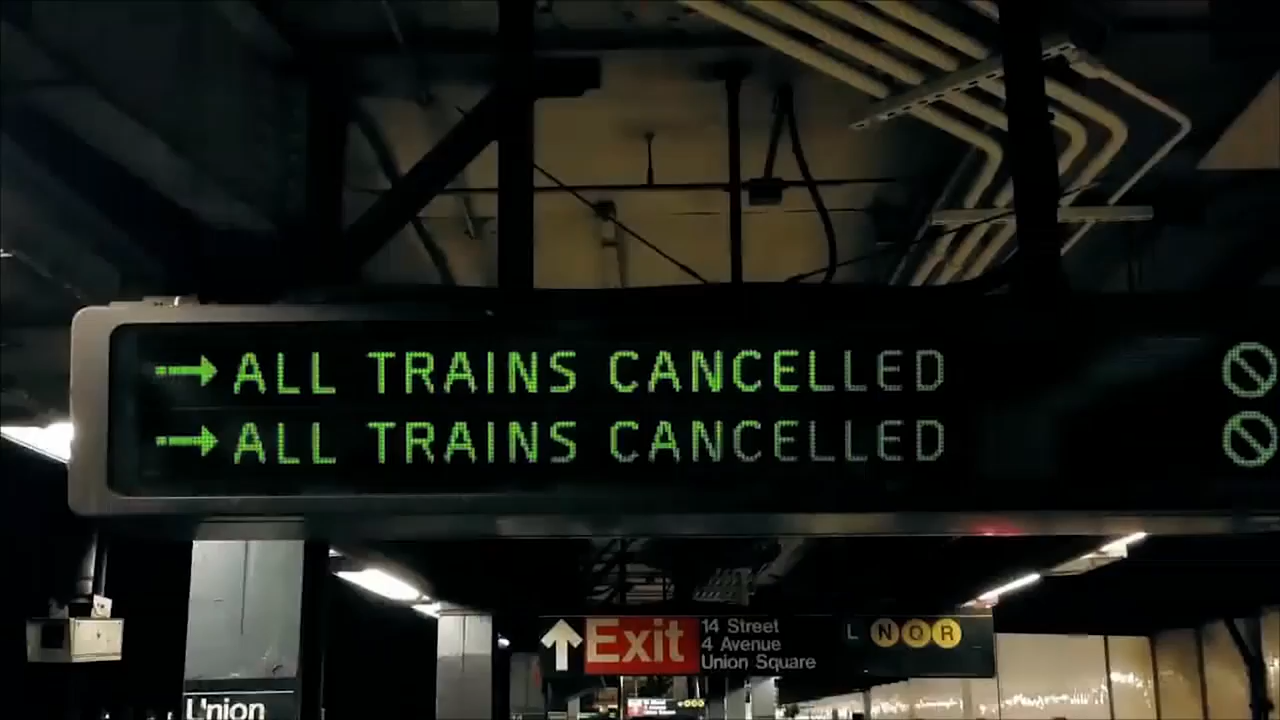 → ALL TRAINS CANCELLED
→ ALL TRAINS CANCELLED
↑ Exit
14 Street
4 Avenue
Union Square
L N Q R
Union